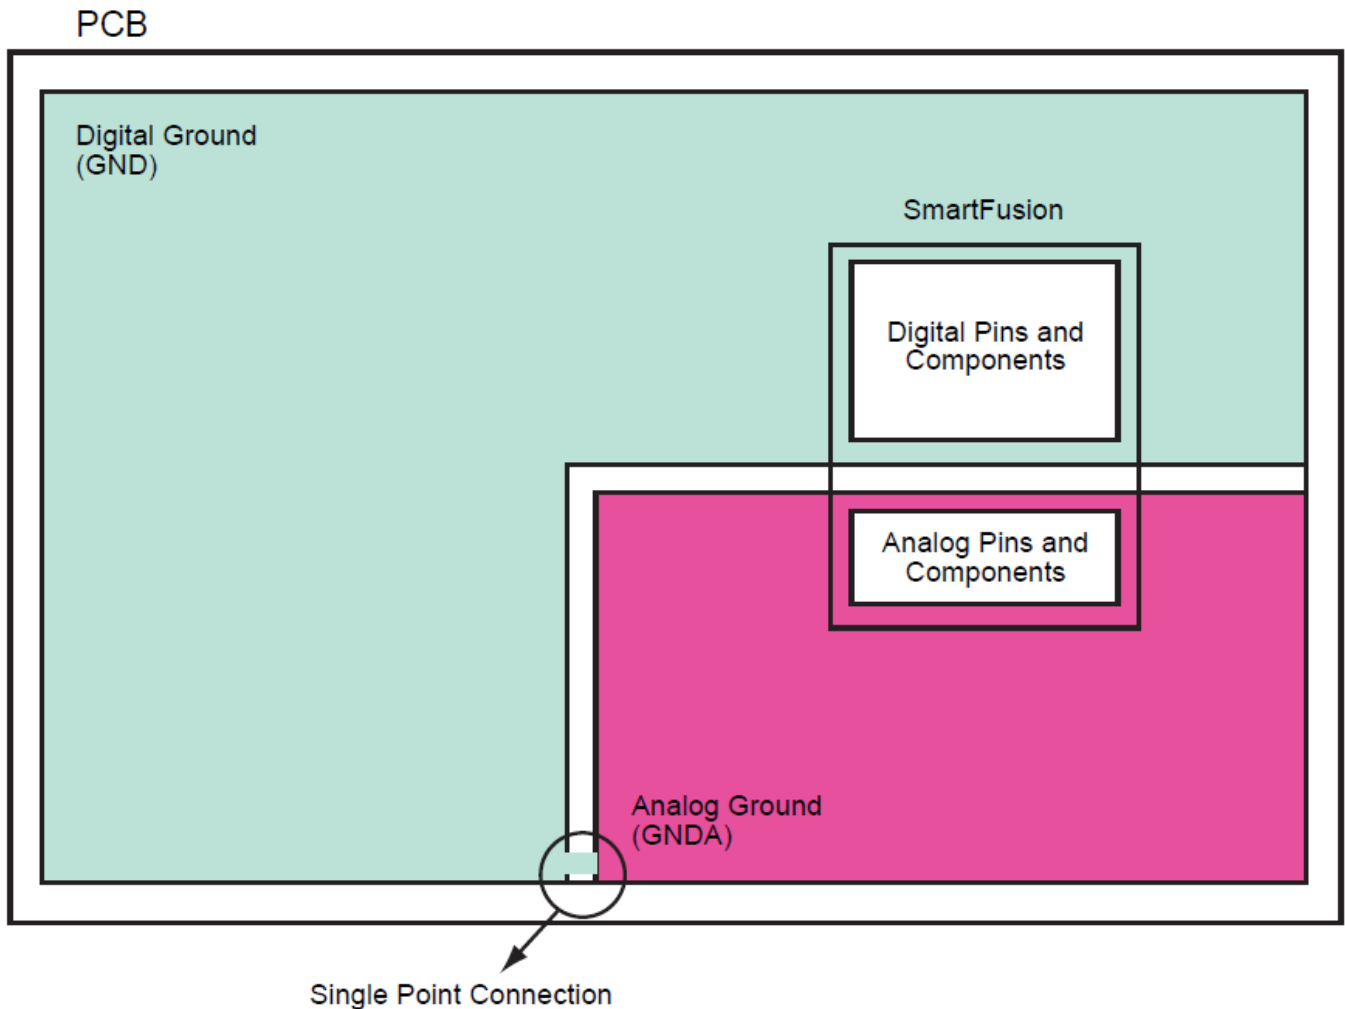 PCB
Digital Ground
(GND)
SmartFusion
Digital Pins and
Components
Analog Pins and
Components
Analog Ground
(GNDA)
Single Point Connection